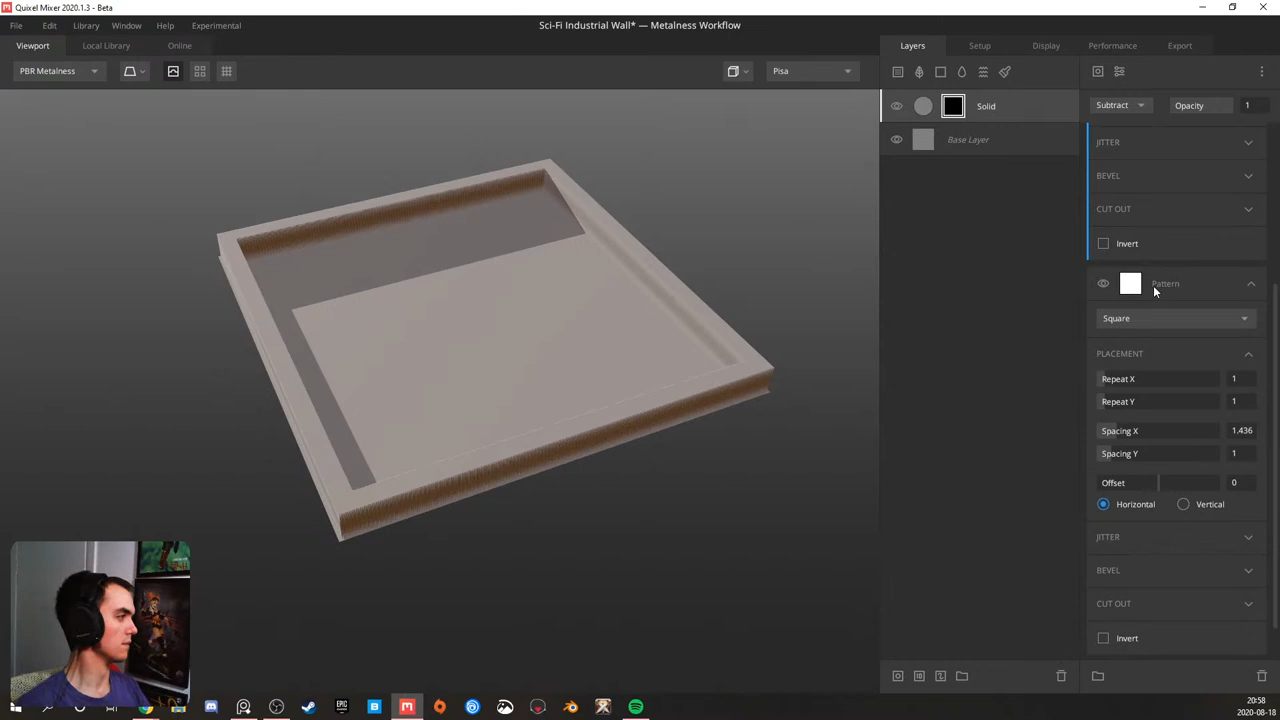 Quixel Mixer 2020.1.3 - Beta
File Edit Library Window Help Experimental
Sci-Fi Industrial Wall* — Metalness Workflow
Viewport Local Library Online
Layers Setup Display Performance Export
PBR Metalness
Pisa
Solid
Base Layer
Subtract Opacity 1
JITTER
BEVEL
CUT OUT
Invert
Pattern
Square
PLACEMENT
Repeat X 1
Repeat Y 1
Spacing X 1.436
Spacing Y 1
Offset 0
Horizontal Vertical
JITTER
BEVEL
CUT OUT
Invert
EPIC
20:58
2020-08-18